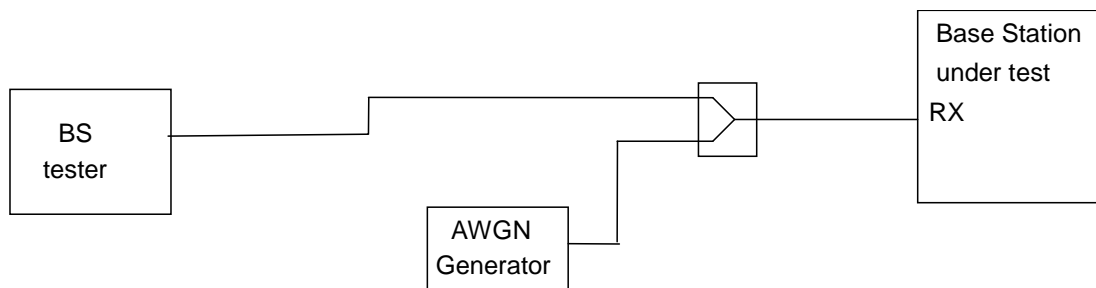 BS
tester
AWGN
Generator
Base Station
under test
RX